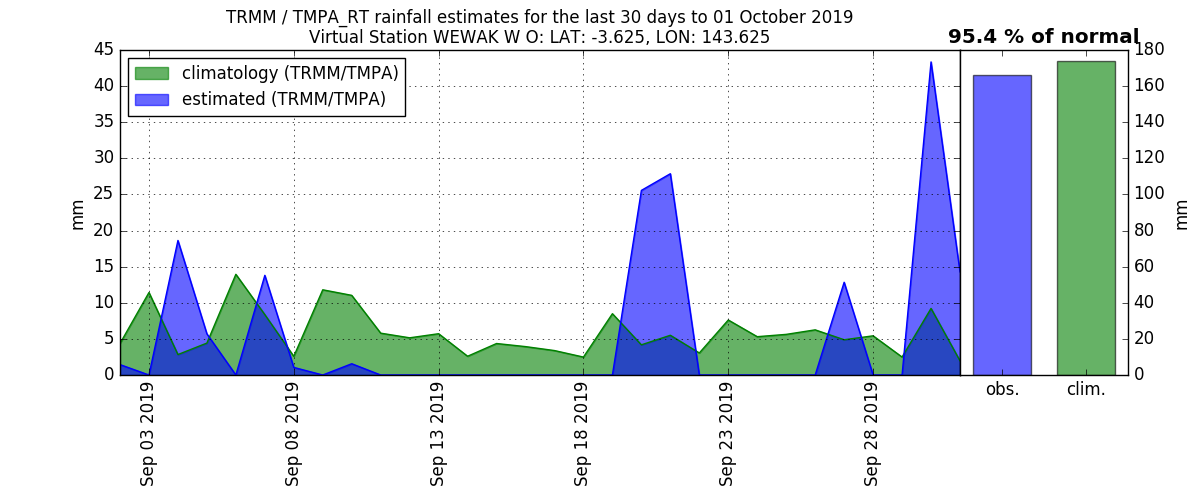 TRMM / TMPA_RT rainfall estimates for the last 30 days to 01 October 2019
Virtual Station WEWAK W O: LAT: -3.625, LON: 143.625
95.4 % of normal
climatology (TRMM/TMPA)
estimated (TRMM/TMPA)
45
40
35
30
25
20
15
10
5
0
mm
180
160
140
120
100
80
60
40
20
0
mm
Sep 03 2019
Sep 08 2019
Sep 13 2019
Sep 18 2019
Sep 23 2019
Sep 28 2019
obs.
clim.